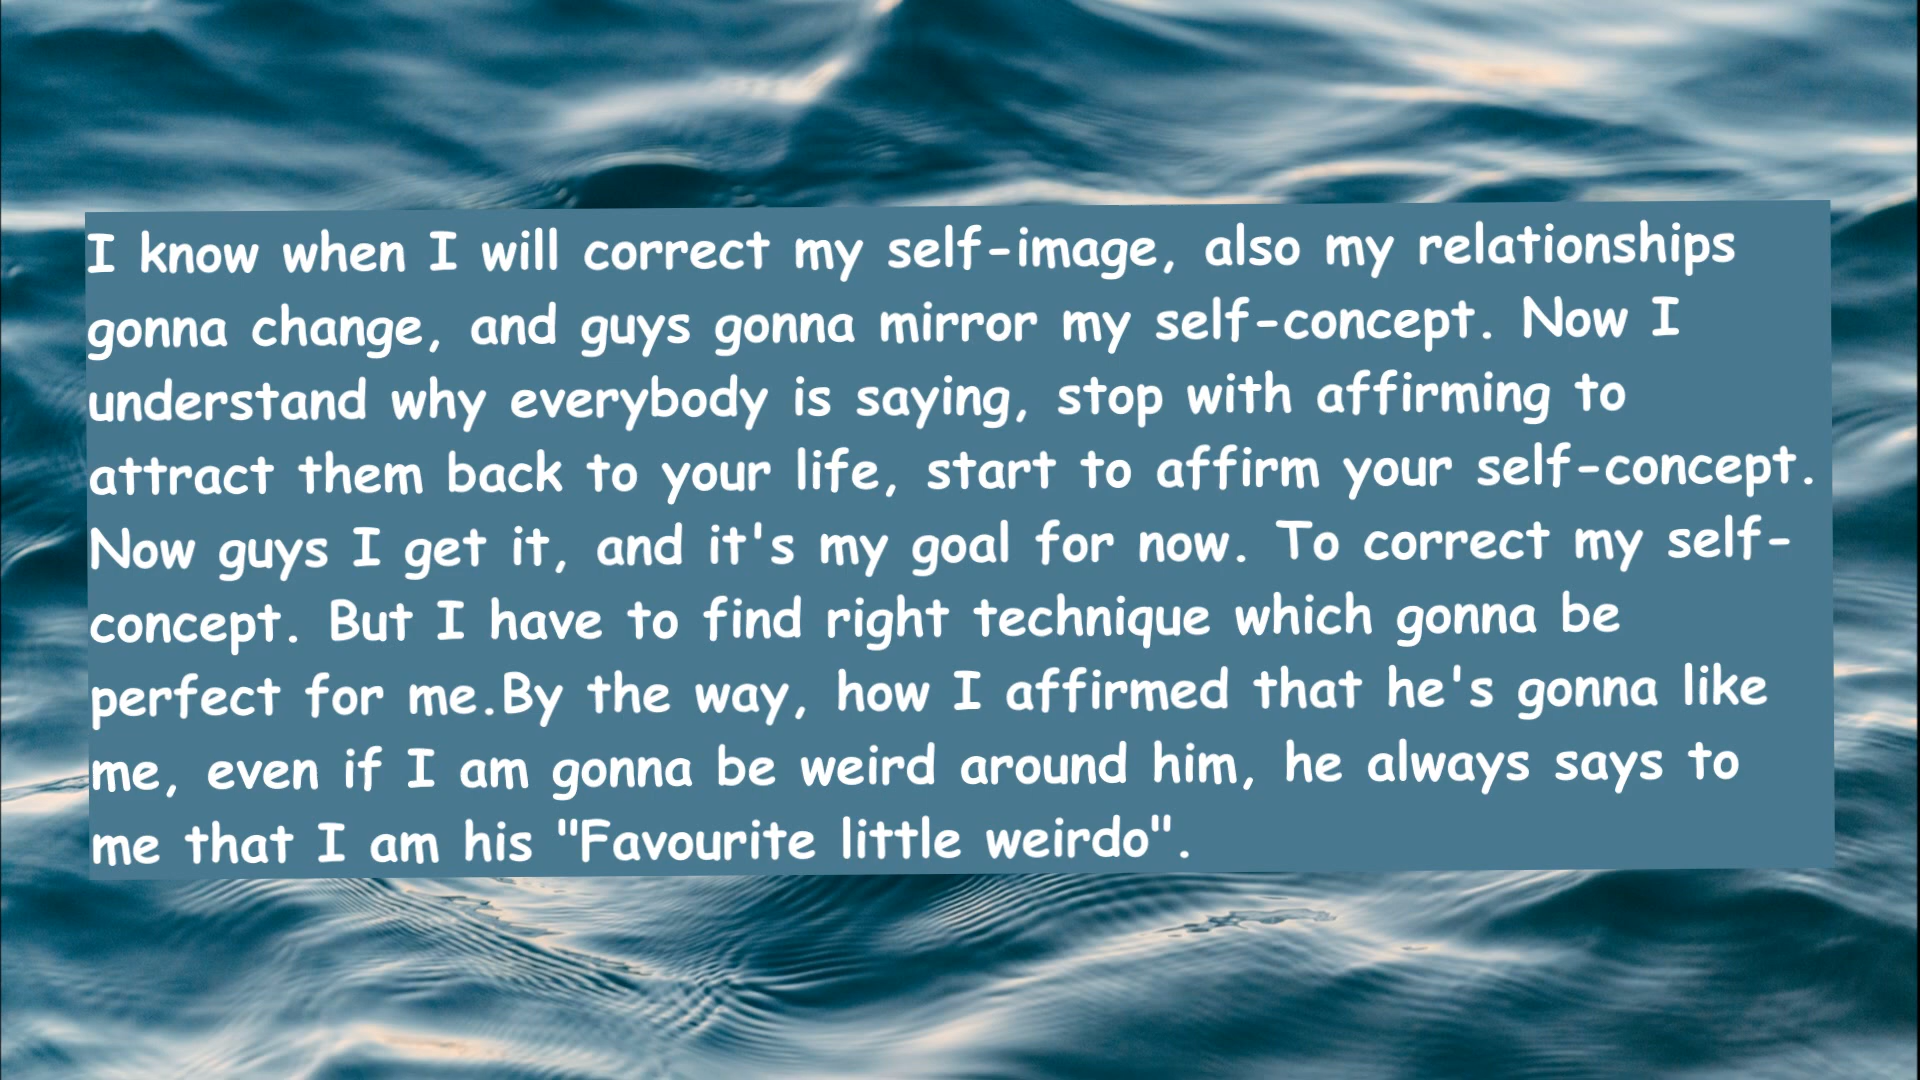 I know when I will correct my self-image, also my relationships
gonna change, and guys gonna mirror my self-concept. Now I
understand why everybody is saying, stop with affirming to
attract them back to your life, start to affirm your self-concept.
Now guys I get it, and it's my goal for now. To correct my self-
concept. But I have to find right technique which gonna be
perfect for me.By the way, how I affirmed that he's gonna like
me, even if I am gonna be weird around him, he always says to
me that I am his "Favourite little weirdo".